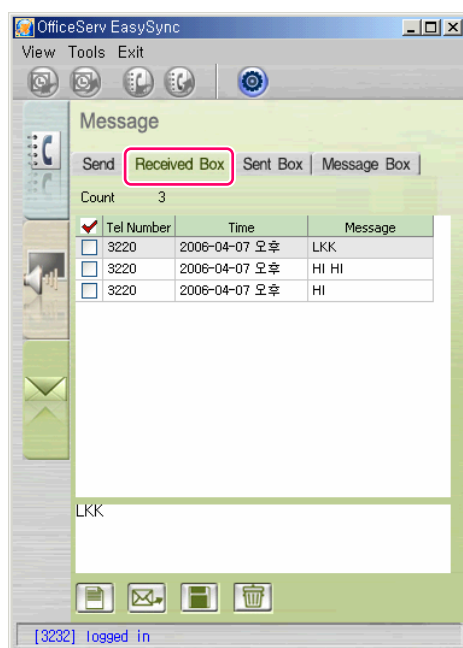 OfficeServ EasySync
View Tools Exit
Message
Send Received Box Sent Box Message Box
Count 3
Tel Number Time Message
3220 2006-04-07 오후 LKK
3220 2006-04-07 오후 HI HI
3220 2006-04-07 오후 HI
LKK
[3232] logged in